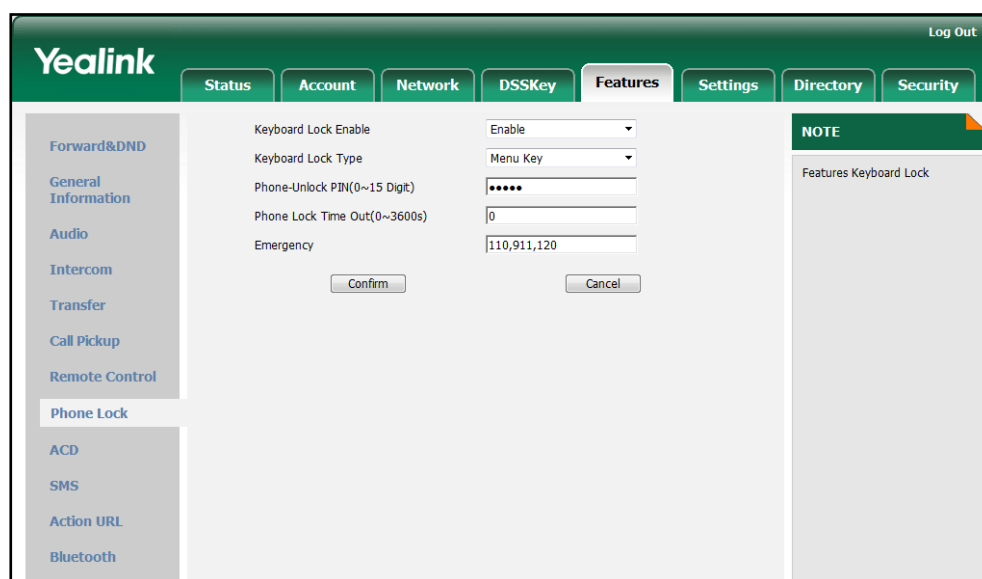 Log Out
Yealink
Status Account Network DSSKey Features Settings Directory Security
Forward&DND
General
Information
Audio
Intercom
Transfer
Call Pickup
Remote Control
Phone Lock
ACD
SMS
Action URL
Bluetooth
Keyboard Lock Enable Enable
Keyboard Lock Type Menu Key
Phone-Unlock PIN(0~15 Digit) •••••
Phone Lock Time Out(0~3600s) 0
Emergency 110,911,120
Confirm Cancel
NOTE
Features Keyboard Lock